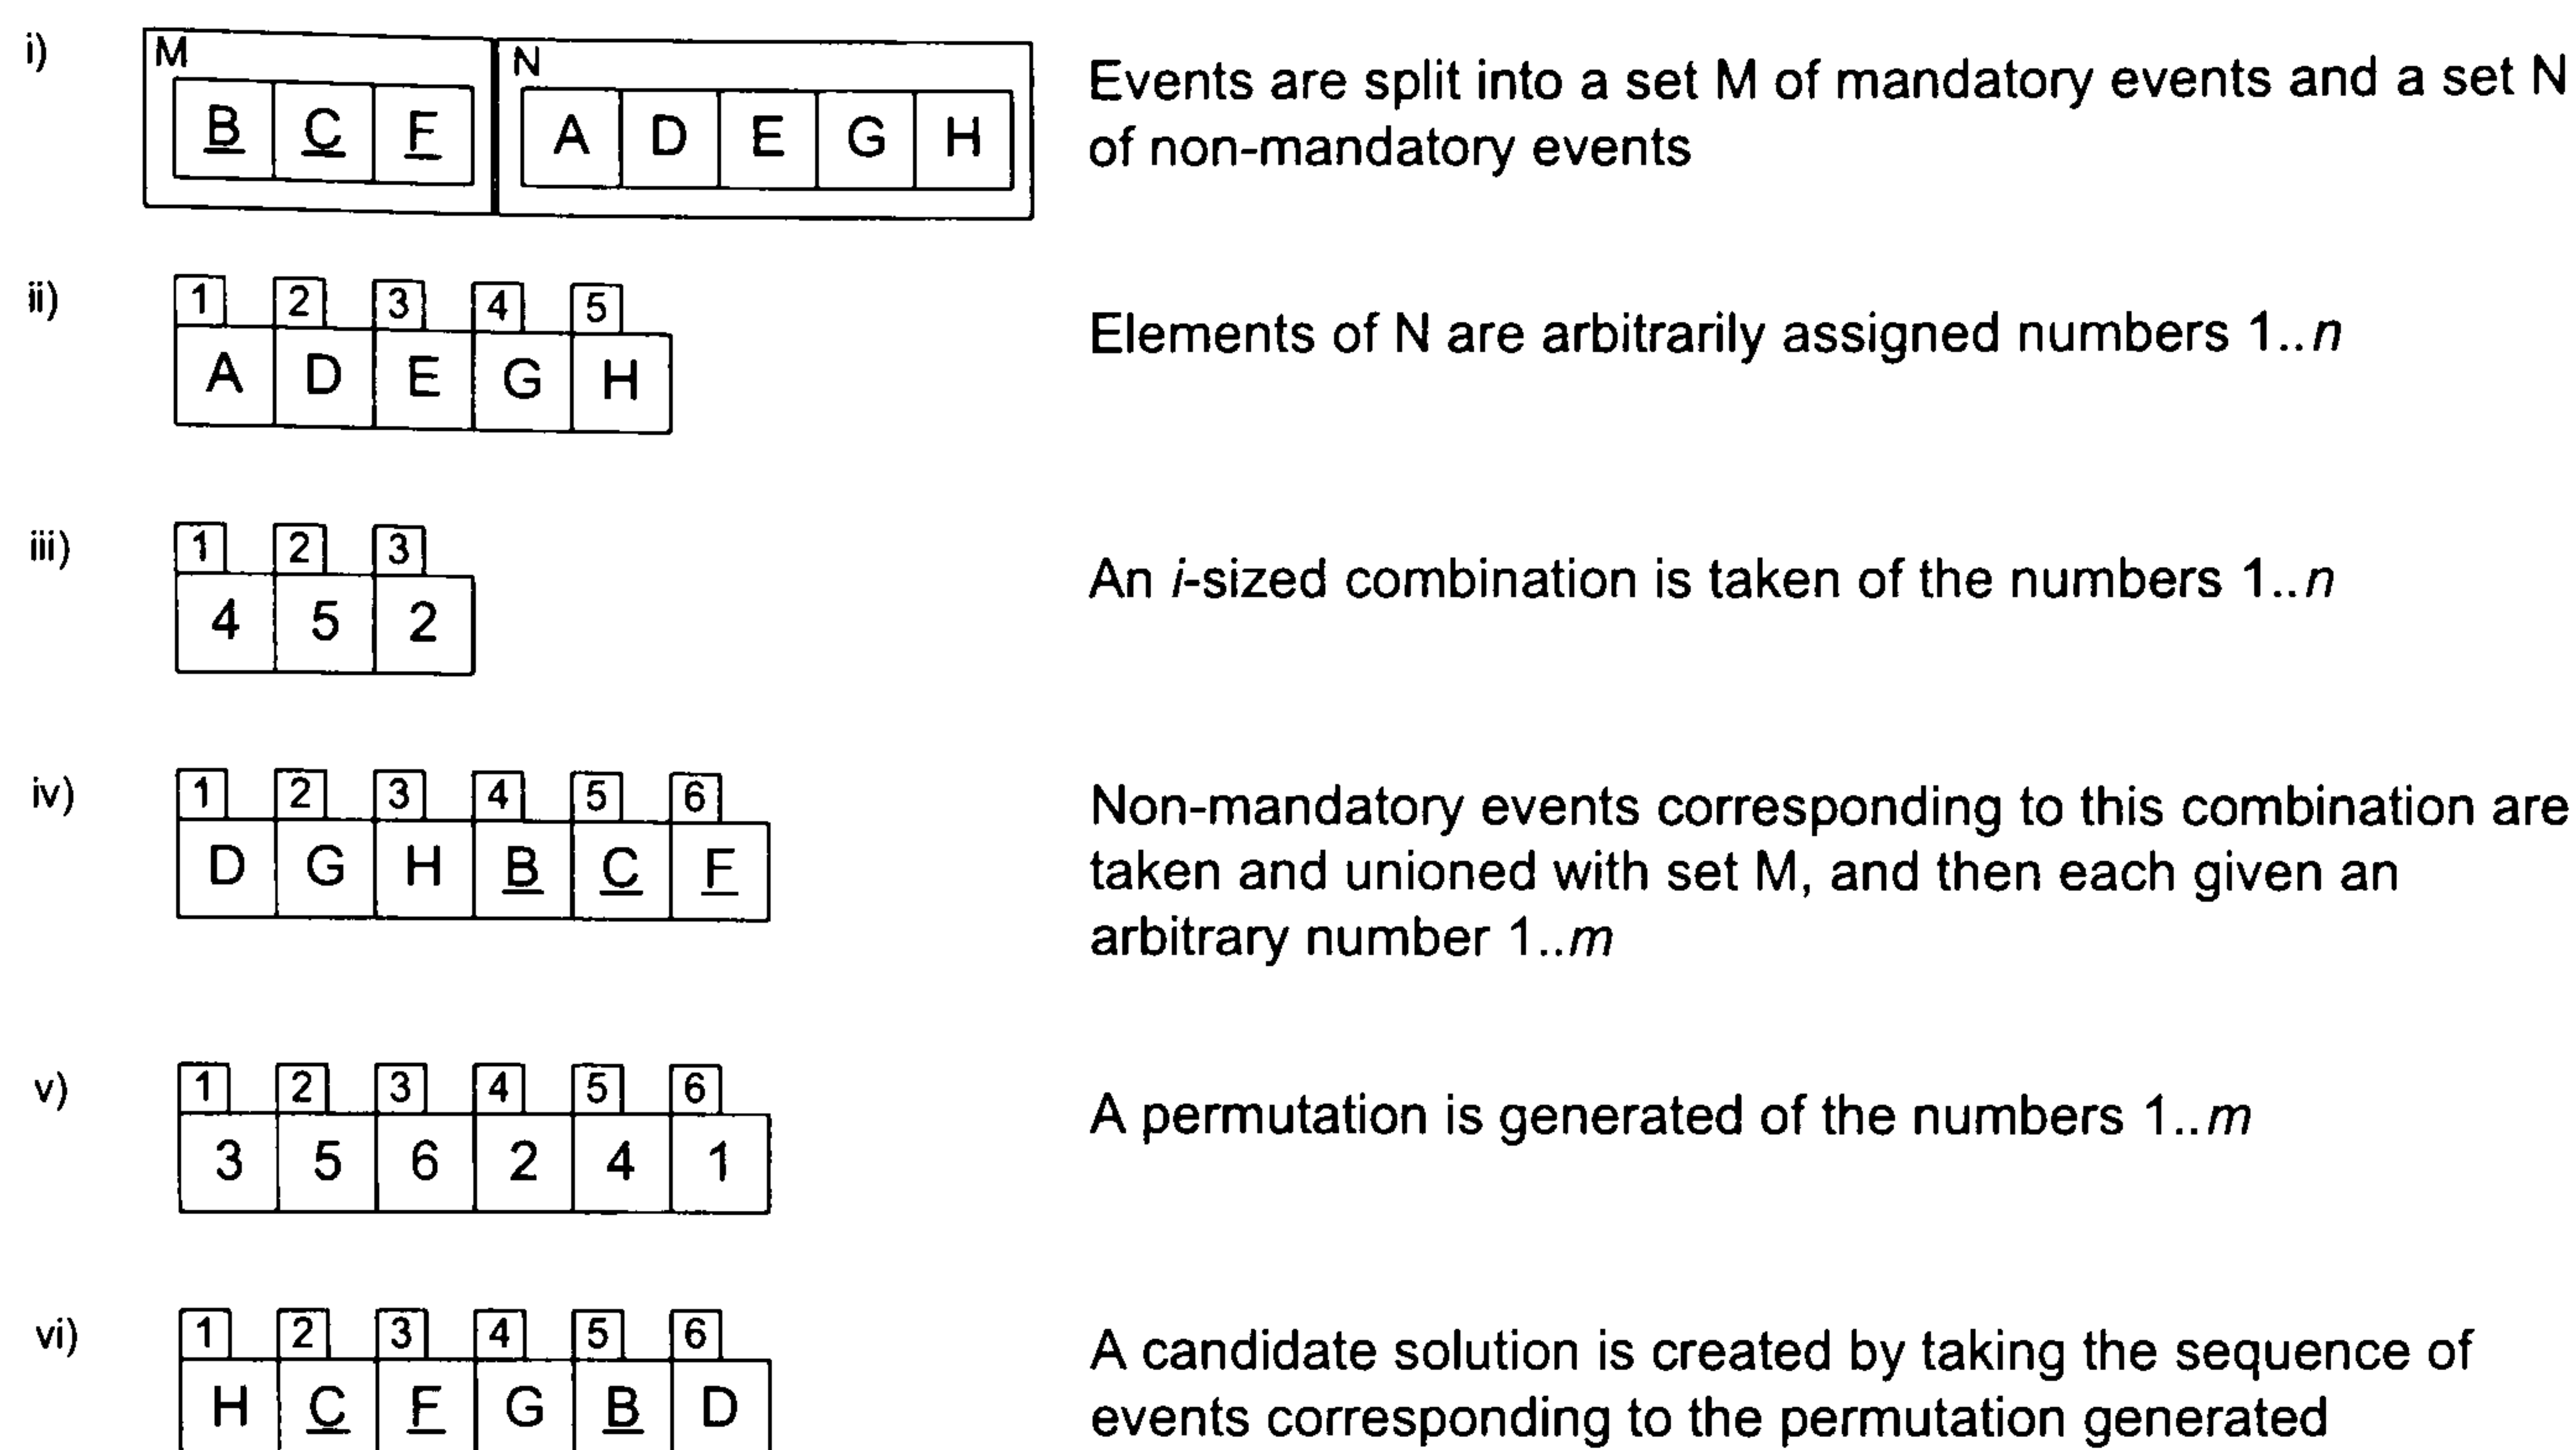 i)
M
N
B C F
A D E G H
Events are split into a set M of mandatory events and a set N
of non-mandatory events
ii)
1 2 3 4 5
A D E G H
Elements of N are arbitrarily assigned numbers 1..n
iii)
1 2 3
4 5 2
An i-sized combination is taken of the numbers 1..n
iv)
1 2 3 4 5 6
D G H B C F
Non-mandatory events corresponding to this combination are
taken and unioned with set M, and then each given an
arbitrary number 1..m
v)
1 2 3 4 5 6
3 5 6 2 4 1
A permutation is generated of the numbers 1..m
vi)
1 2 3 4 5 6
H C F G B D
A candidate solution is created by taking the sequence of
events corresponding to the permutation generated